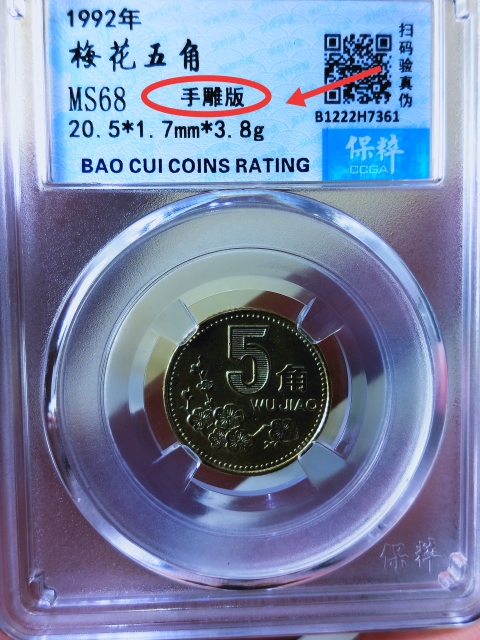 1992年
梅花五角
MS68 手雕版
20.5*1.7mm*3.8g
BAO CUI COINS RATING
扫码验真伪
B1222H7361
保粹
CCGA
5角
WU JIAO
保粹